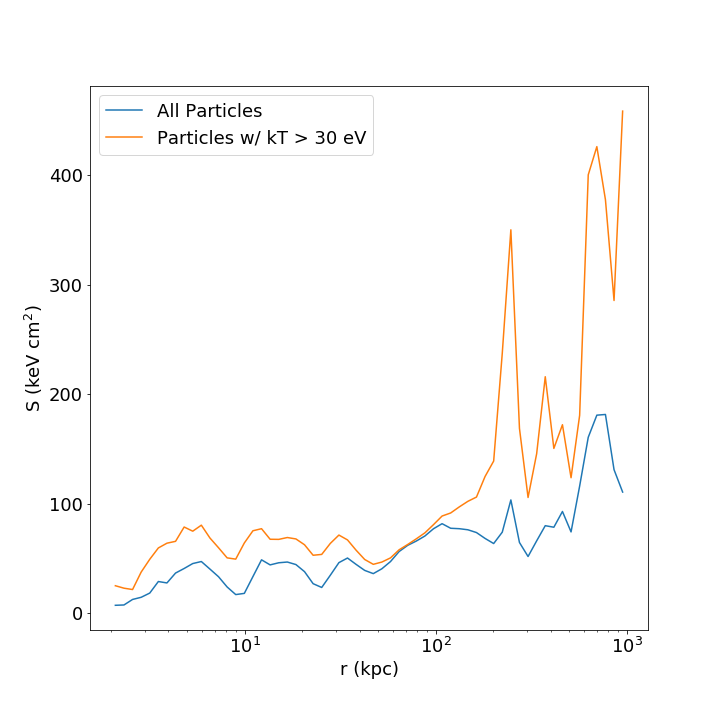 All Particles
Particles w/ kT > 30 eV
400
300
200
100
0
S (keV cm²)
10¹
10²
10³
r (kpc)